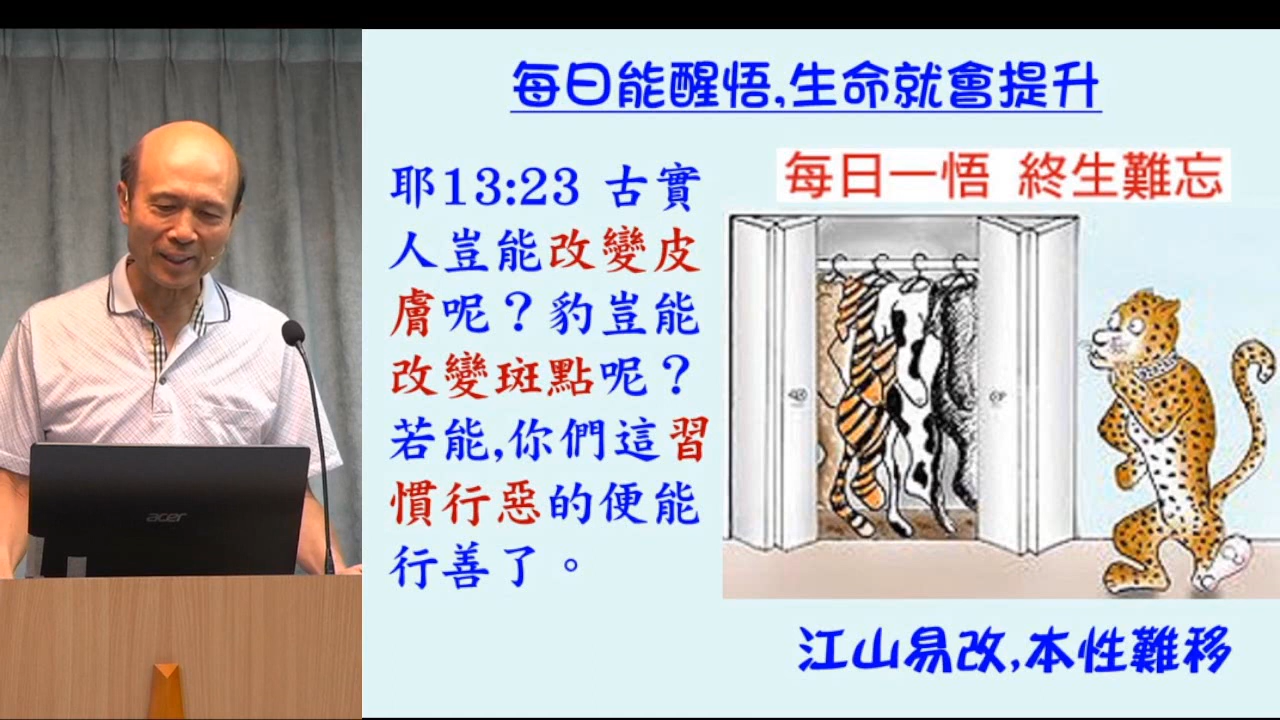 每日能醒悟,生命就會提升
耶13:23 古實
人豈能改變皮
膚呢？豹豈能
改變斑點呢？
若能,你們這習
慣行惡的便能
行善了。
每日一悟 終生難忘
江山易改,本性難移
acer